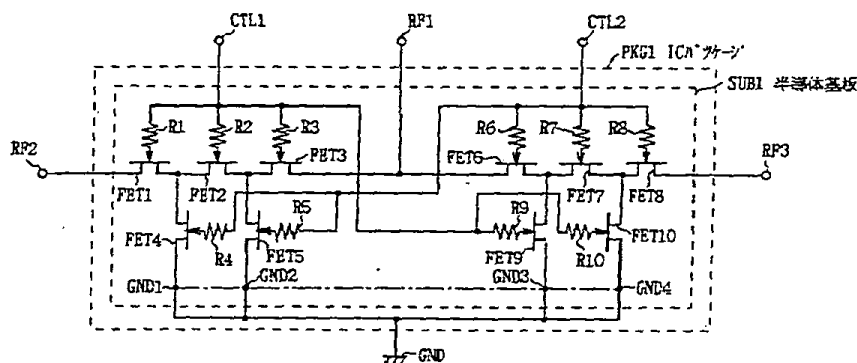 CTL1 RF1 CTL2
PKG1 ICパッケージ
SUB1 半導体基板
R1 R2 R3 R6 R7 R8
RF2 FET3 FET6 RF3
FET1 FET2 FET7 FET8
R5 R9
FET4 R4 FET5 FET9 R10 FET10
GND1 GND2 GND3 GND4
GND